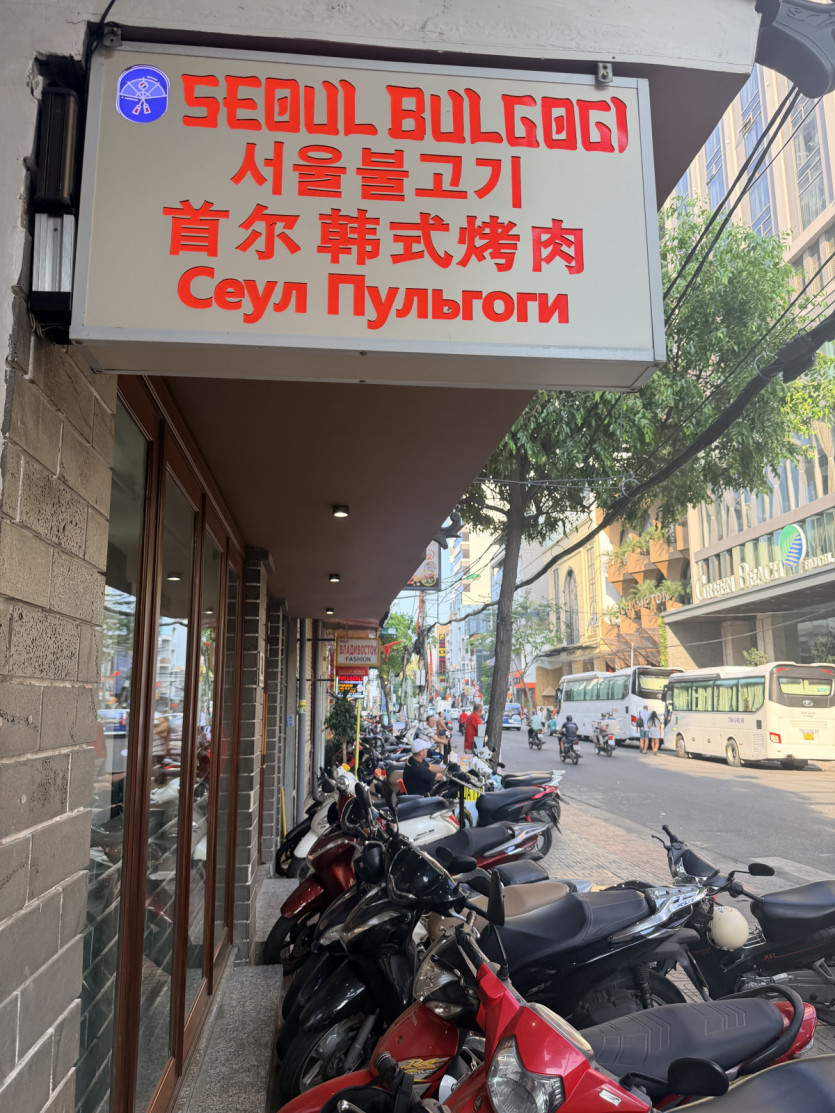 SEOUL BULGOGI
서울불고기
首尔 韩式烤肉
Сеул Пульгоги
ВЛАДИВОСТОК
FASHION
GREEN BEACH